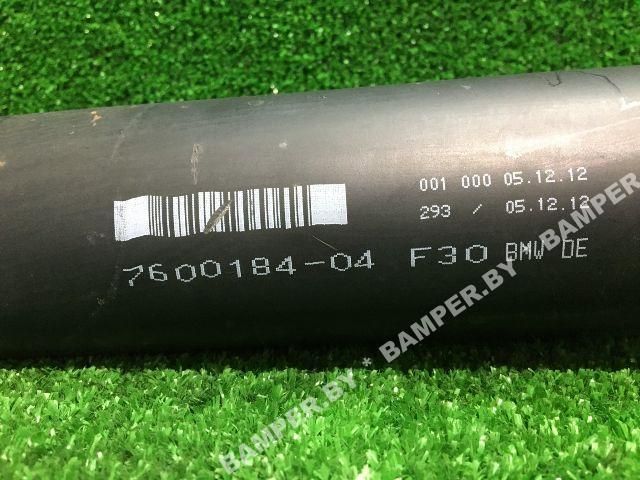 001 000 05.12.12
293 / 05.12.12
7600184-04 F30 BMW DE
BAMPER.BY * BAMPER.BY * BAMPER.BY